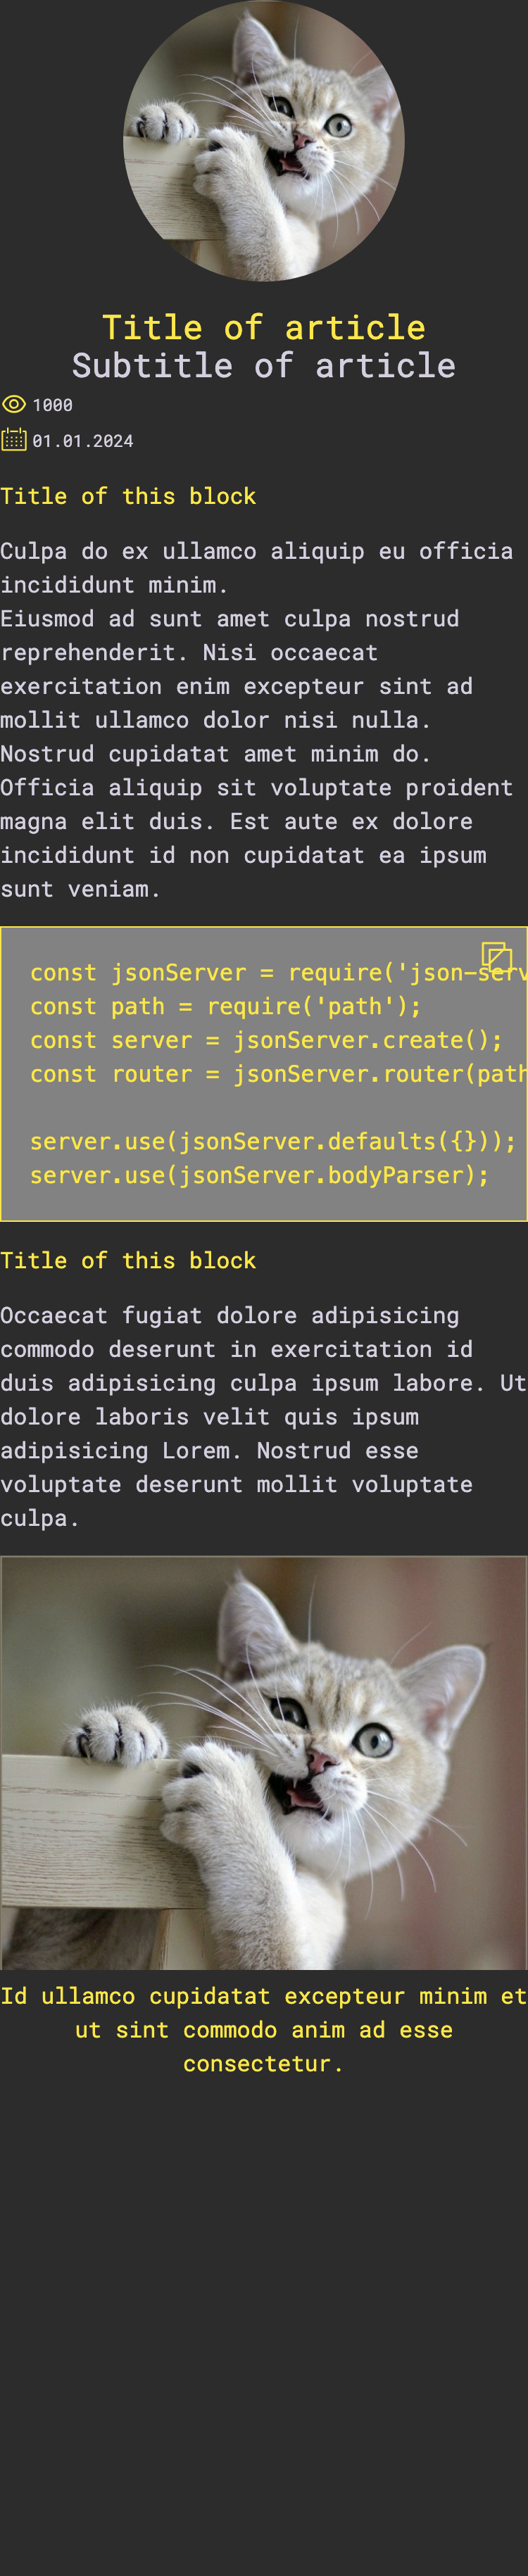 Title of article
Subtitle of article
1000
01.01.2024
Title of this block
Culpa do ex ullamco aliquip eu officia
incididunt minim.
Eiusmod ad sunt amet culpa nostrud
reprehenderit. Nisi occaecat
exercitation enim excepteur sint ad
mollit ullamco dolor nisi nulla.
Nostrud cupidatat amet minim do.
Officia aliquip sit voluptate proident
magna elit duis. Est aute ex dolore
incididunt id non cupidatat ea ipsum
sunt veniam.
const jsonServer = require('json-serv
const path = require('path');
const server = jsonServer.create();
const router = jsonServer.router(path
server.use(jsonServer.defaults({}));
server.use(jsonServer.bodyParser);
Title of this block
Occaecat fugiat dolore adipisicing
commodo deserunt in exercitation id
duis adipisicing culpa ipsum labore. Ut
dolore laboris velit quis ipsum
adipisicing Lorem. Nostrud esse
voluptate deserunt mollit voluptate
culpa.
Id ullamco cupidatat excepteur minim et
ut sint commodo anim ad esse
consectetur.